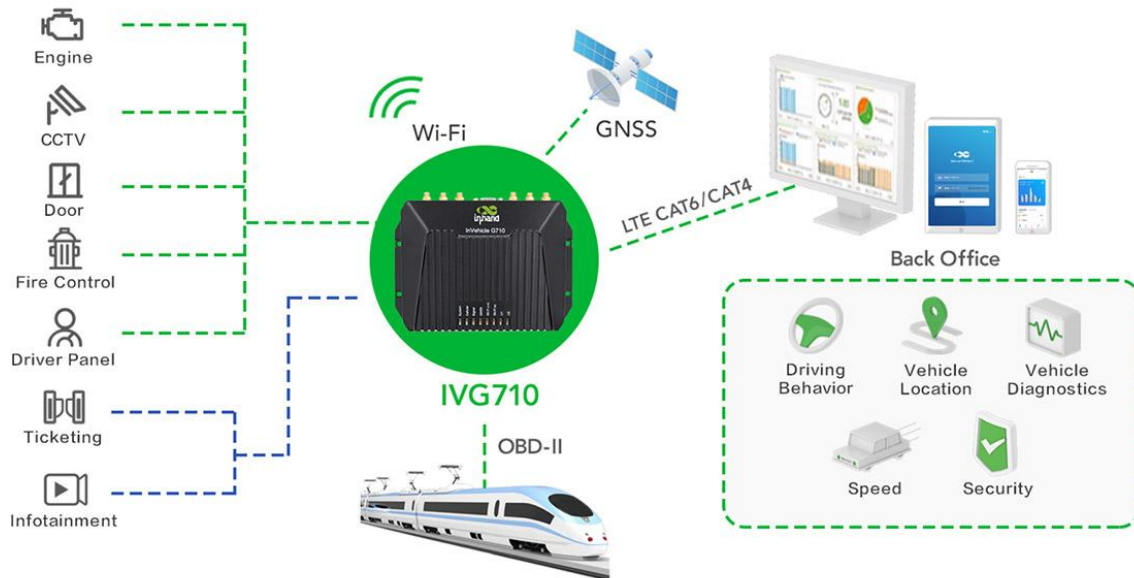 Engine
CCTV
Door
Fire Control
Driver Panel
Ticketing
Infotainment
Wi-Fi
GNSS
inhand
InVehicle G710
IVG710
OBD-II
LTE CAT6/CAT4
Back Office
Driving
Behavior
Vehicle
Location
Vehicle
Diagnostics
Speed
Security